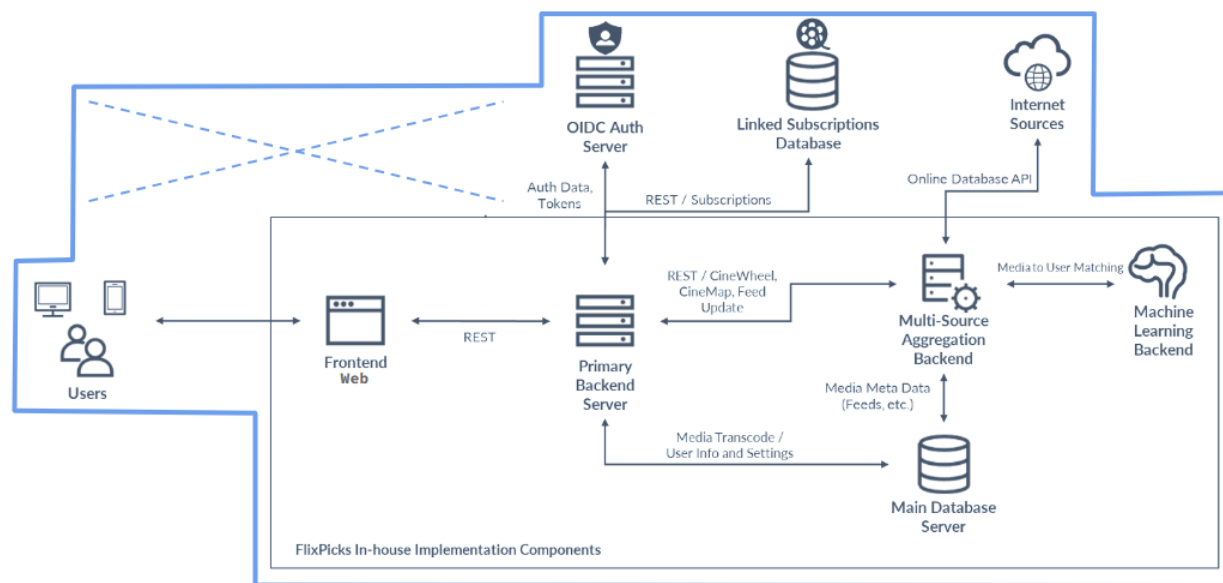 OIDC Auth
Server
Linked Subscriptions
Database
Internet
Sources
Auth Data,
Tokens
REST / Subscriptions
Online Database API
Users
Frontend
Web
REST
Primary
Backend
Server
REST / CineWheel,
CineMap, Feed
Update
Multi-Source
Aggregation
Backend
Media to User Matching
Machine
Learning
Backend
Media Meta Data
(Feeds, etc.)
Media Transcode /
User Info and Settings
Main Database
Server
FlixPicks In-house Implementation Components